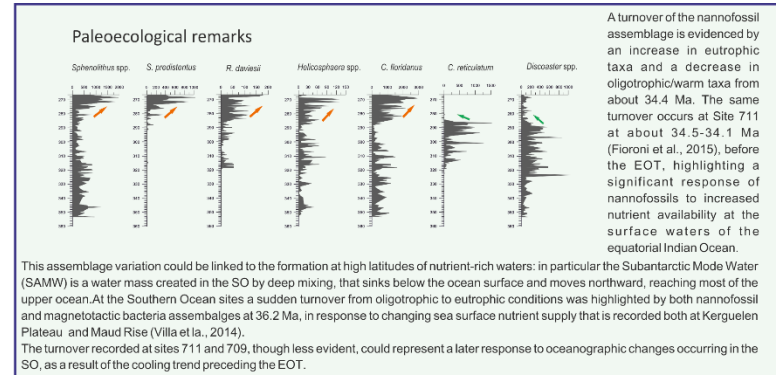 Paleoecological remarks
Sphenolithus spp.
S. predistentus
R. daviesii
Helicosphaera spp.
C. floridanus
C. reticulatum
Discoaster spp.
A turnover of the nannofossil
assemblage is evidenced by
an increase in eutrophic
taxa and a decrease in
oligotrophic/warm taxa from
about 34.4 Ma. The same
turnover occurs at Site 711
at about 34.5-34.1 Ma
(Fioroni et al., 2015), before
the EOT, highlighting a
significant response of
nannofossils to increased
nutrient availability at the
surface waters of the
equatorial Indian Ocean.
This assemblage variation could be linked to the formation at high latitudes of nutrient-rich waters: in particular the Subantarctic Mode Water
(SAMW) is a water mass created in the SO by deep mixing, that sinks below the ocean surface and moves northward, reaching most of the
upper ocean.At the Southern Ocean sites a sudden turnover from oligotrophic to eutrophic conditions was highlighted by both nannofossil
and magnetotactic bacteria assembalges at 36.2 Ma, in response to changing sea surface nutrient supply that is recorded both at Kerguelen
Plateau and Maud Rise (Villa et la., 2014).
The turnover recorded at sites 711 and 709, though less evident, could represent a later response to oceanographic changes occurring in the
SO, as a result of the cooling trend preceding the EOT.